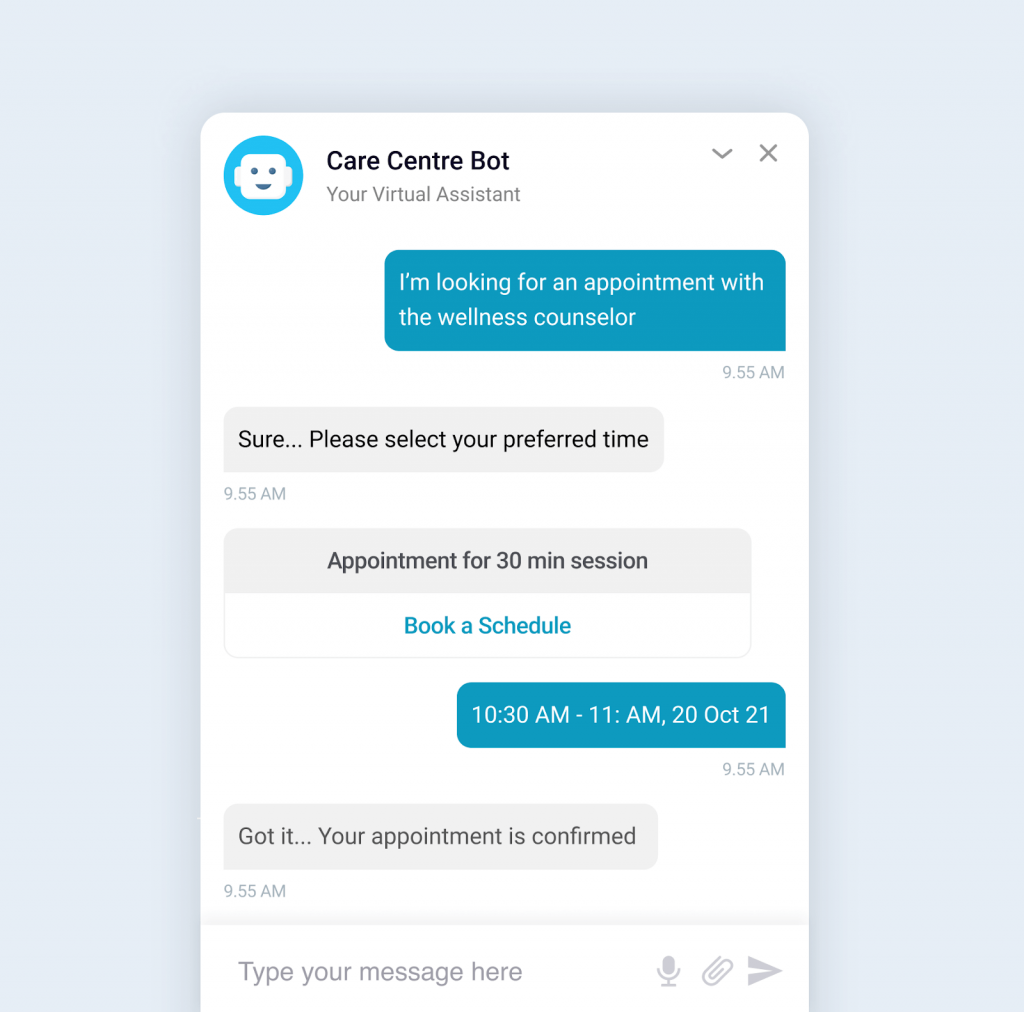 Care Centre Bot
Your Virtual Assistant
I’m looking for an appointment with
the wellness counselor
9.55 AM
Sure... Please select your preferred time
9.55 AM
Appointment for 30 min session
Book a Schedule
10:30 AM - 11: AM, 20 Oct 21
9.55 AM
Got it... Your appointment is confirmed
9.55 AM
Type your message here